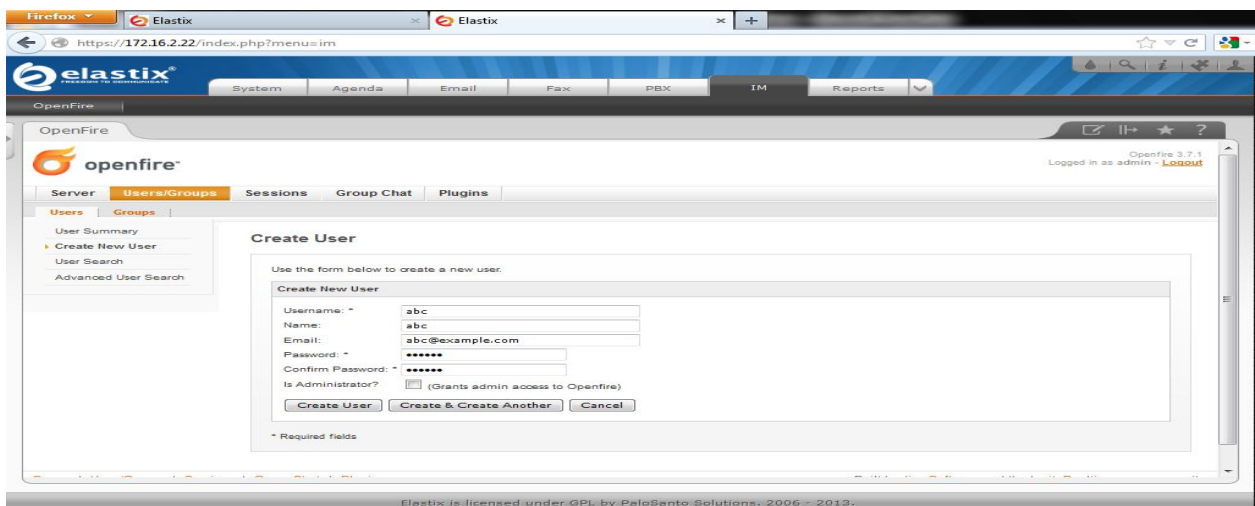 Firefox
Elastix
Elastix
https://172.16.2.22/index.php?menu=im
elastix®
FREEDOM TO COMMUNICATE
System Agenda Email Fax PBX IM Reports
OpenFire
OpenFire
openfire™
Openfire 3.7.1
Logged in as admin - Logout
Server Users/Groups Sessions Group Chat Plugins
Users Groups
User Summary
Create New User
User Search
Advanced User Search
Create User
Use the form below to create a new user.
Create New User
Username: * abc
Name: abc
Email: abc@example.com
Password: * ••••••
Confirm Password: * ••••••
Is Administrator? (Grants admin access to Openfire)
Create User Create & Create Another Cancel
* Required fields
Elastix is licensed under GPL by PaloSanto Solutions. 2006 - 2013.